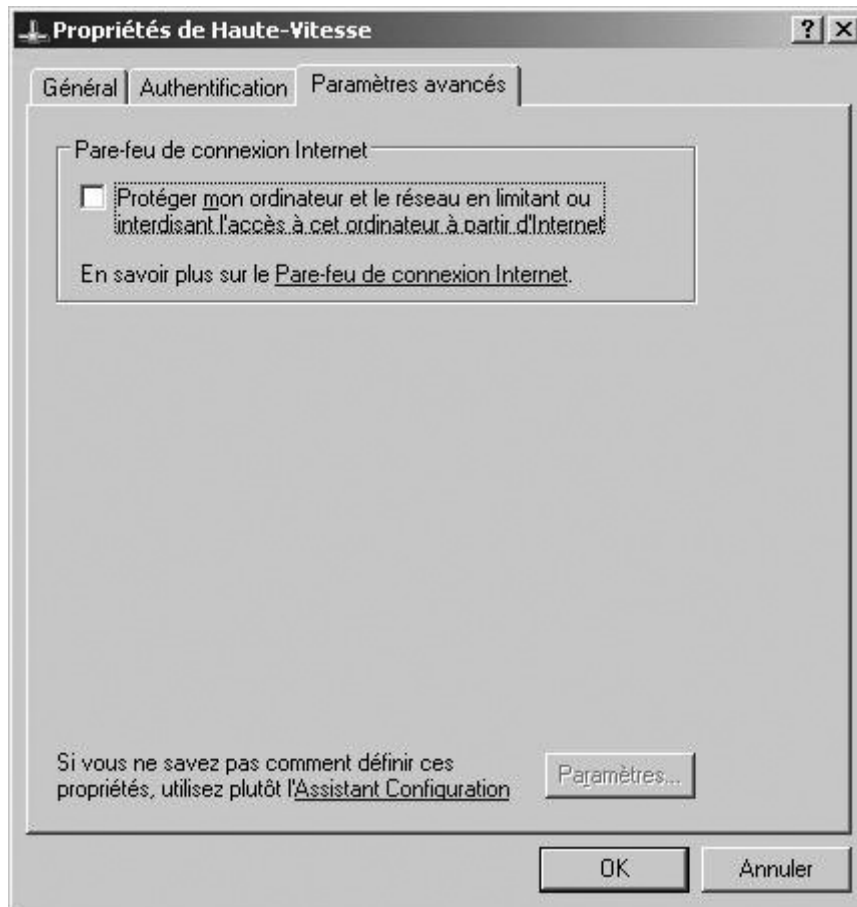 Propriétés de Haute-Vitesse
Général
Authentification
Paramètres avancés
Pare-feu de connexion Internet
Protéger mon ordinateur et le réseau en limitant ou
interdisant l'accès à cet ordinateur à partir d'Internet
En savoir plus sur le Pare-feu de connexion Internet.
Si vous ne savez pas comment définir ces
propriétés, utilisez plutôt l'Assistant Configuration
Paramètres...
OK
Annuler